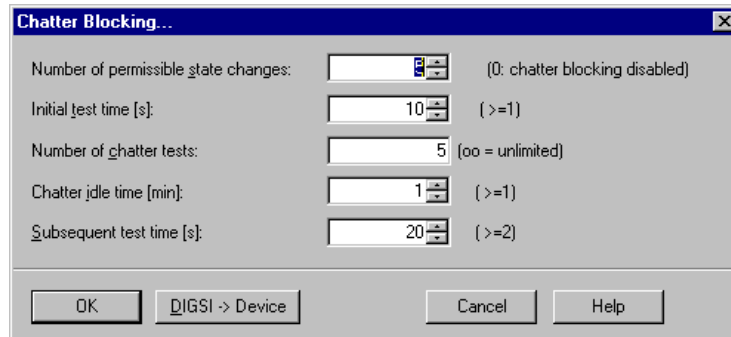 Chatter Blocking...
Number of permissible state changes: (0: chatter blocking disabled)
Initial test time [s]: 10 ( >=1)
Number of chatter tests: 5 (oo = unlimited)
Chatter idle time [min]: 1 ( >=1)
Subsequent test time [s]: 20 ( >=2)
OK DIGSI -> Device Cancel Help